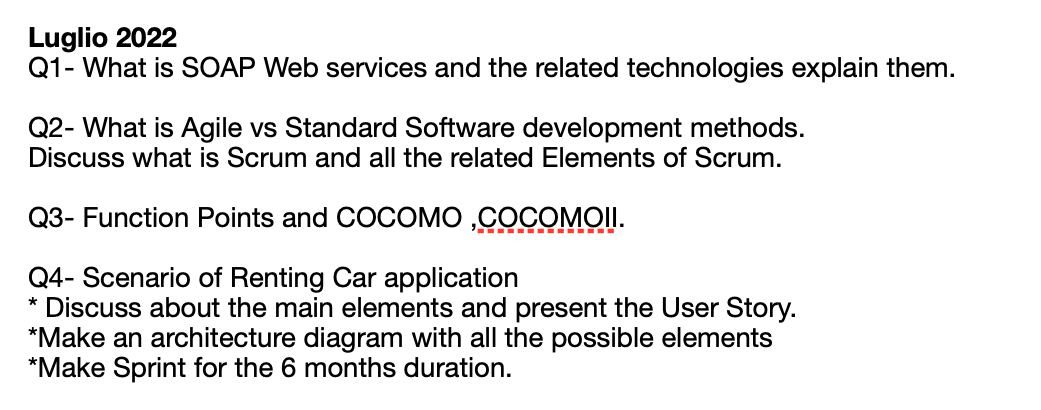 Luglio 2022
Q1- What is SOAP Web services and the related technologies explain them.
Q2- What is Agile vs Standard Software development methods.
Discuss what is Scrum and all the related Elements of Scrum.
Q3- Function Points and COCOMO ,COCOMOII.
Q4- Scenario of Renting Car application
* Discuss about the main elements and present the User Story.
*Make an architecture diagram with all the possible elements
*Make Sprint for the 6 months duration.